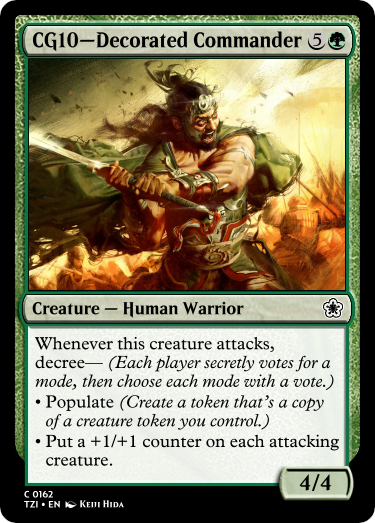 CG10—Decorated Commander 5
Creature — Human Warrior
Whenever this creature attacks,
decree— (Each player secretly votes for a
mode, then choose each mode with a vote.)
• Populate (Create a token that's a copy
of a creature token you control.)
• Put a +1/+1 counter on each attacking
creature.
4/4
C 0162
TZI • EN Keiji Hida